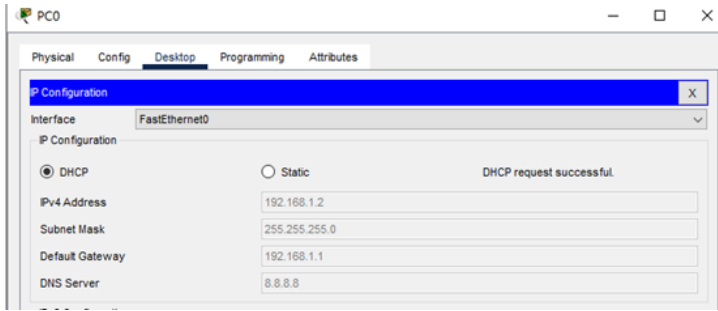 PC0
Physical Config Desktop Programming Attributes
IP Configuration X
Interface FastEthernet0
IP Configuration
DHCP Static DHCP request successful.
IPv4 Address 192.168.1.2
Subnet Mask 255.255.255.0
Default Gateway 192.168.1.1
DNS Server 8.8.8.8